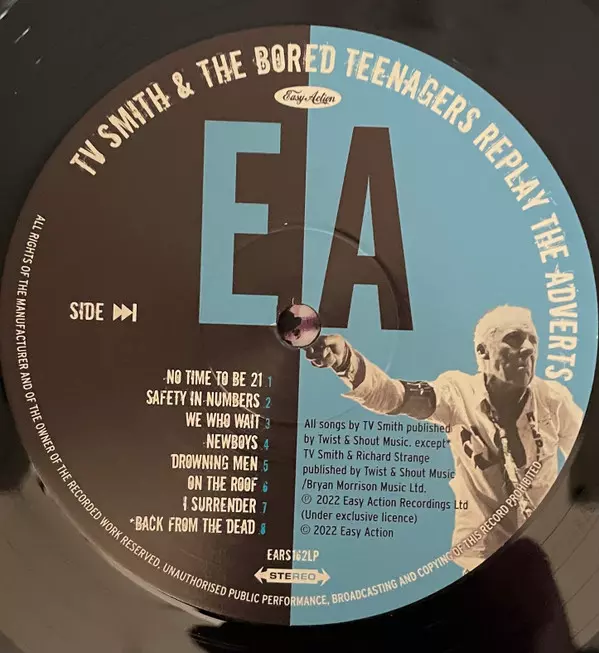 TV SMITH & THE BORED TEENAGERS REPLAY THE ADVERTS
Easy Action
EA
SIDE
NO TIME TO BE 21 1
SAFETY IN NUMBERS 2
WE WHO WAIT 3
NEWBOYS 4
DROWNING MEN 5
ON THE ROOF 6
I SURRENDER 7
*BACK FROM THE DEAD 8
All songs by TV Smith published
by Twist & Shout Music, except*
TV Smith & Richard Strange
published by Twist & Shout Music
/Bryan Morrison Music Ltd.
℗ 2022 Easy Action Recordings Ltd
(Under exclusive licence)
© 2022 Easy Action
EARS162LP
STEREO
ALL RIGHTS OF THE MANUFACTURER AND OF THE OWNER OF THE RECORDED WORK RESERVED. UNAUTHORISED PUBLIC PERFORMANCE, BROADCASTING AND COPYING OF THIS RECORD PROHIBITED